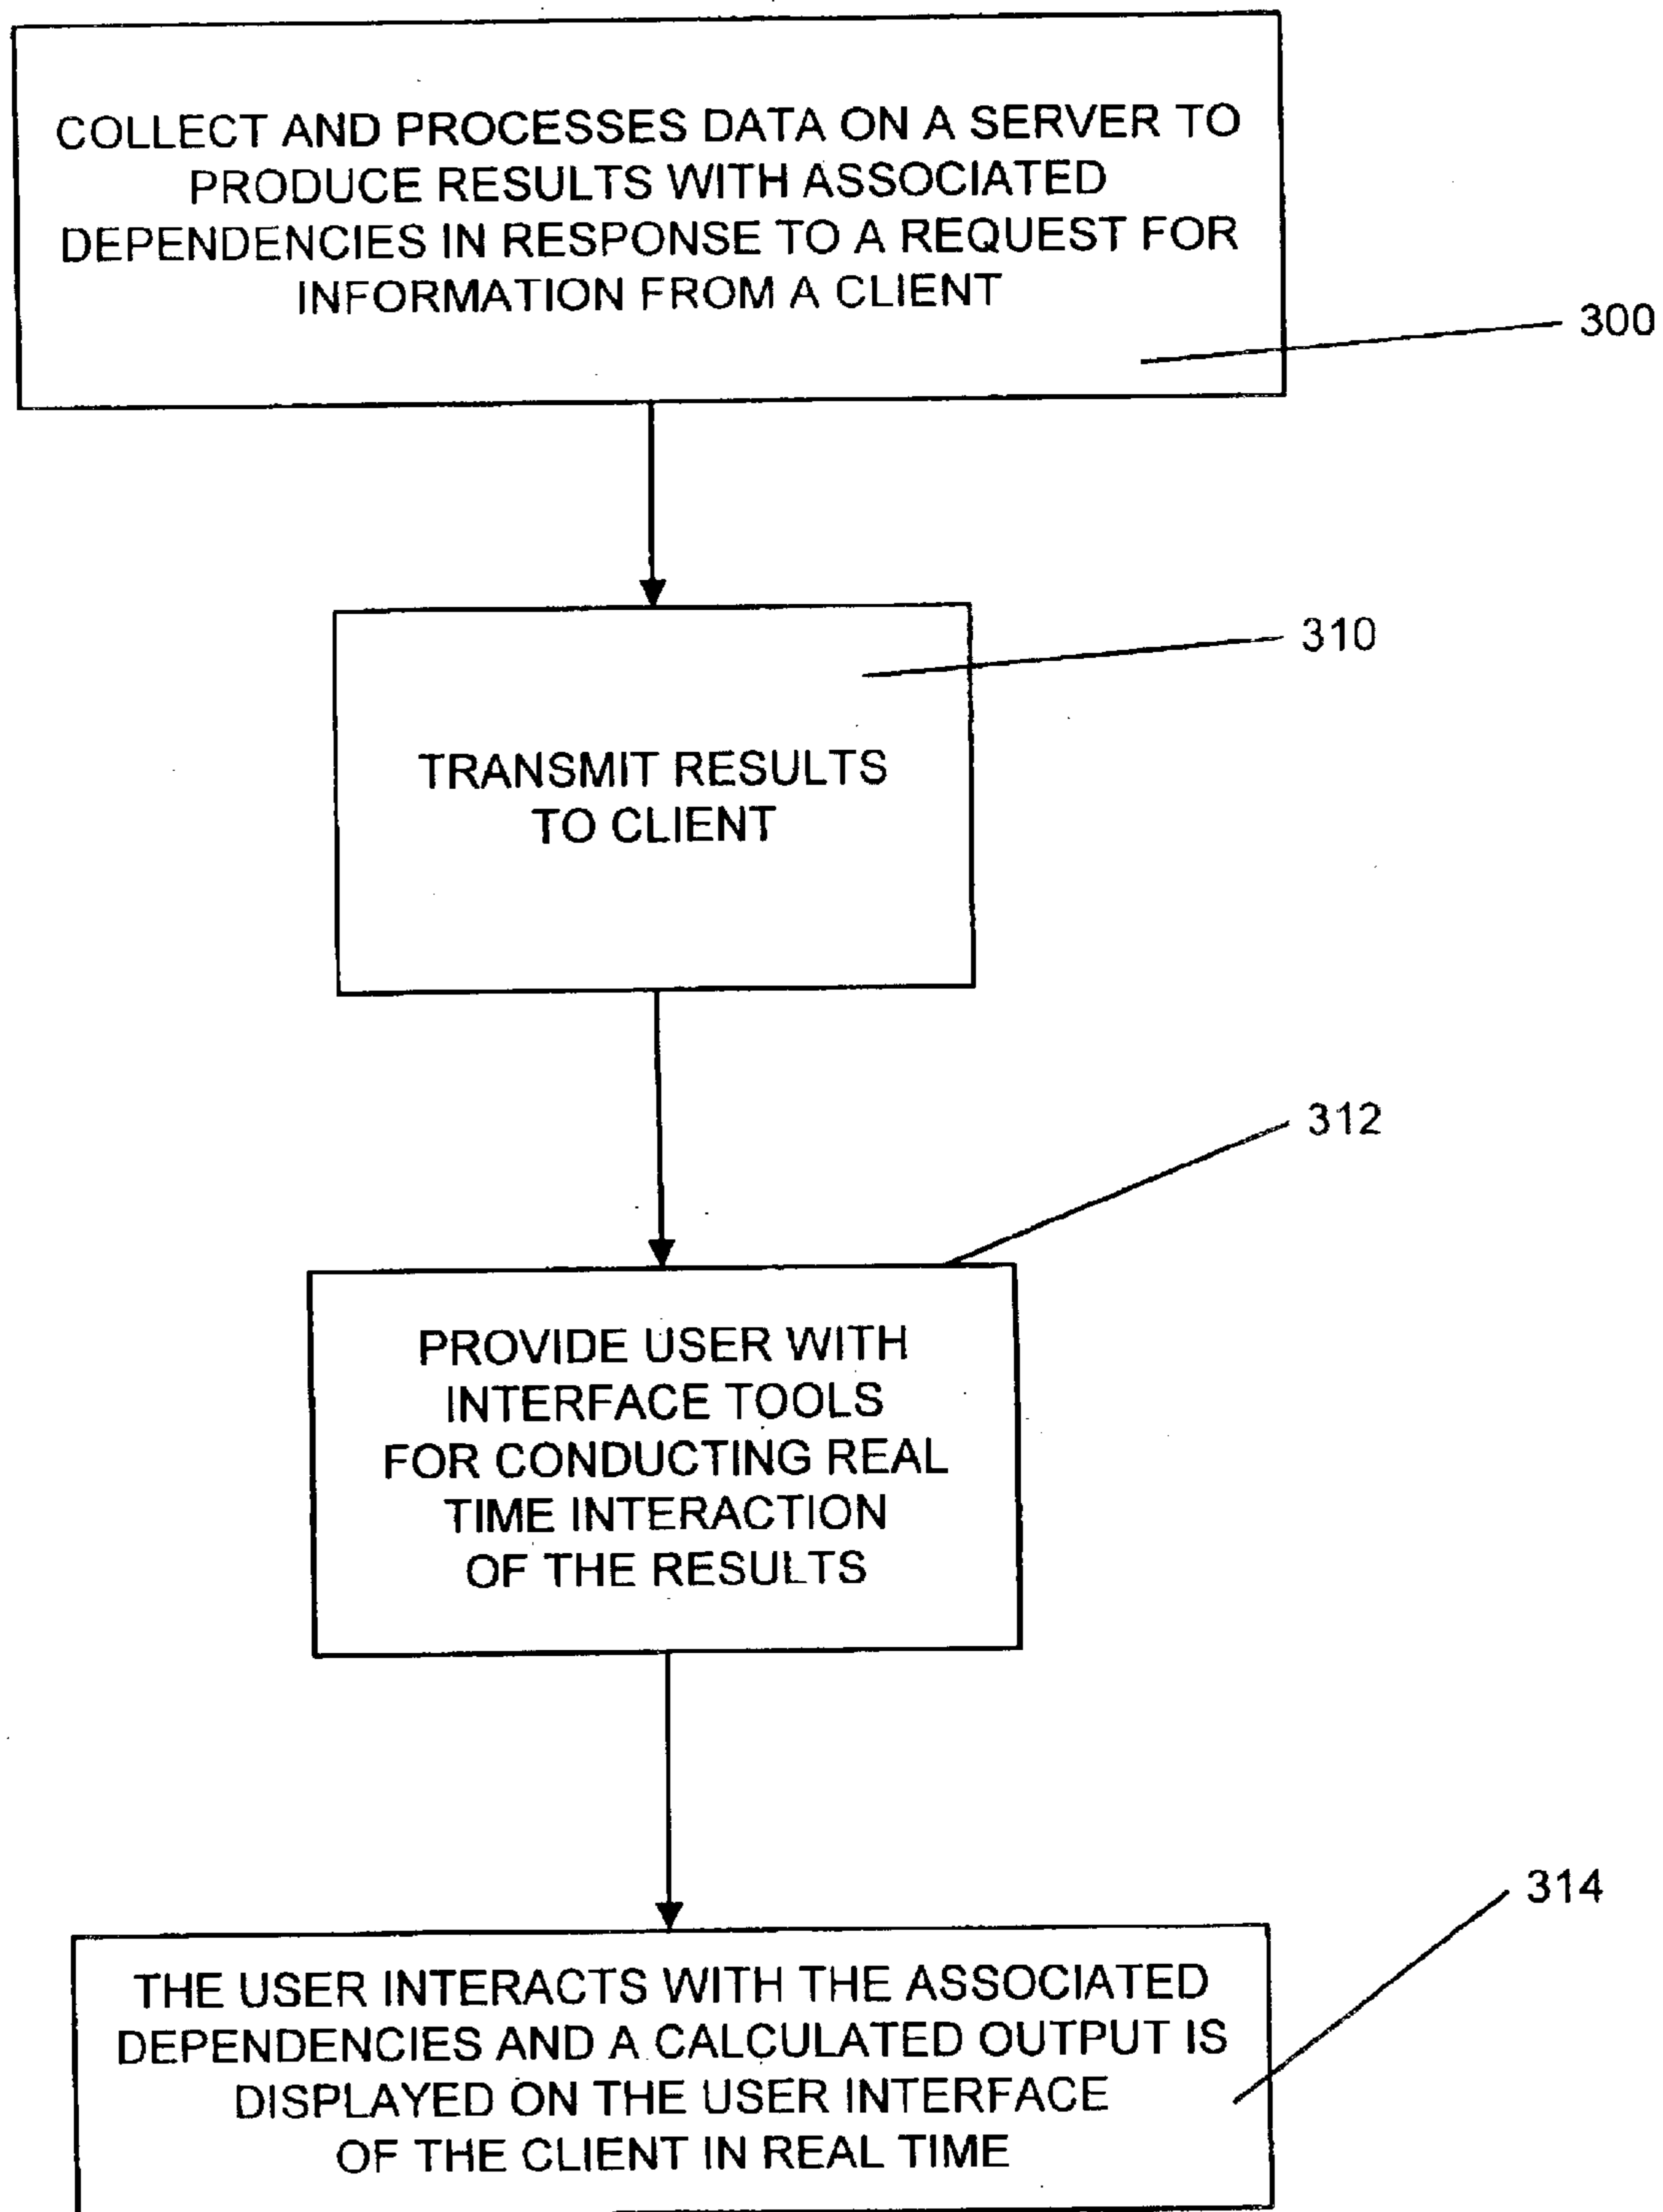 COLLECT AND PROCESSES DATA ON A SERVER TO
PRODUCE RESULTS WITH ASSOCIATED
DEPENDENCIES IN RESPONSE TO A REQUEST FOR
INFORMATION FROM A CLIENT
300
310
TRANSMIT RESULTS
TO CLIENT
312
PROVIDE USER WITH
INTERFACE TOOLS
FOR CONDUCTING REAL
TIME INTERACTION
OF THE RESULTS
314
THE USER INTERACTS WITH THE ASSOCIATED
DEPENDENCIES AND A CALCULATED OUTPUT IS
DISPLAYED ON THE USER INTERFACE
OF THE CLIENT IN REAL TIME